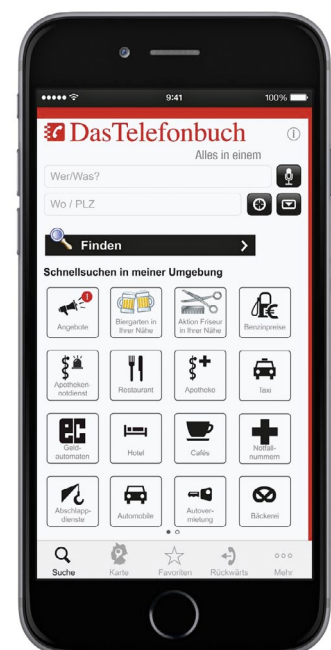 9:41
100%
DasTelefonbuch
Alles in einem
Wer/Was?
Wo / PLZ
Finden
Schnellsuchen in meiner Umgebung
1
Angebote
Biergarten in
Ihrer Nähe
Aktion Friseur
in Ihrer Nähe
Benzinpreise
Apotheken-
notdienst
Restaurant
Apotheke
Taxi
ec
Geld-
automaten
Hotel
Cafés
Notfall-
nummern
Abschlepp-
dienste
Automobile
Autover-
mietung
Bäckerei
Suche
Karte
Favoriten
Rückwärts
Mehr